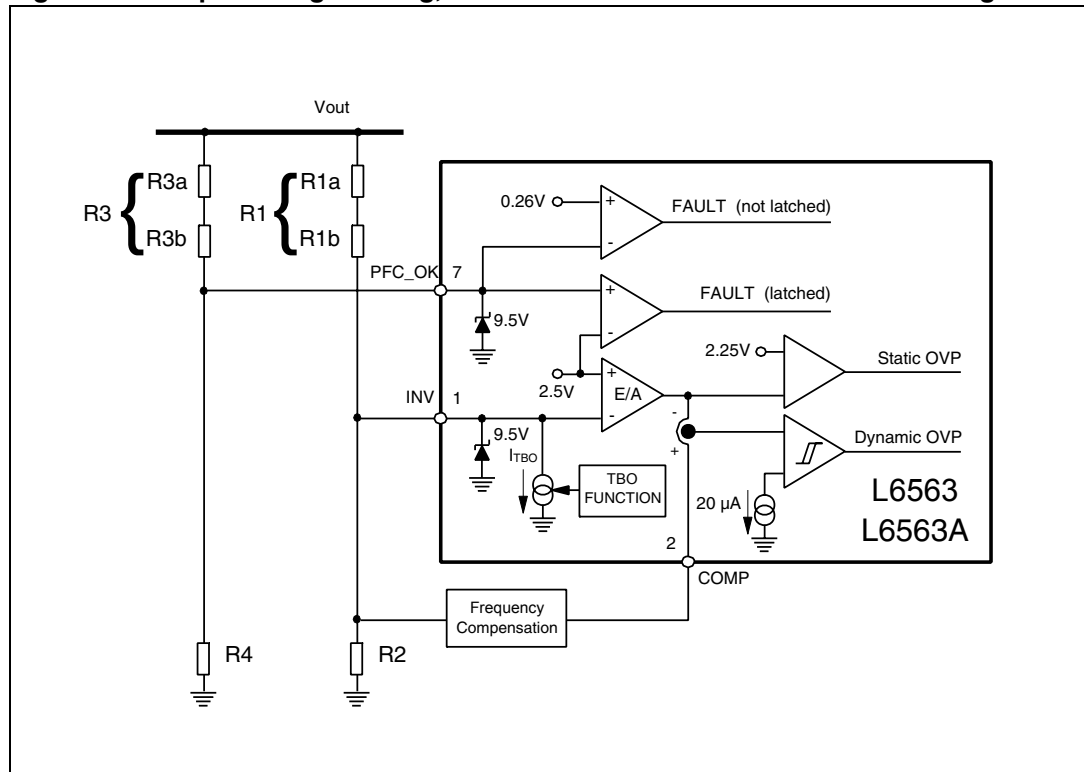 Vout
R3a
R1a
R3
R1
R3b
R1b
0.26V
+
-
FAULT (not latched)
PFC_OK
7
+
-
FAULT (latched)
9.5V
2.25V
Static OVP
2.5V
+
-
E/A
INV
1
9.5V
ITBO
TBO
FUNCTION
-
+
Dynamic OVP
20 µA
L6563
L6563A
2
COMP
Frequency
Compensation
R4
R2